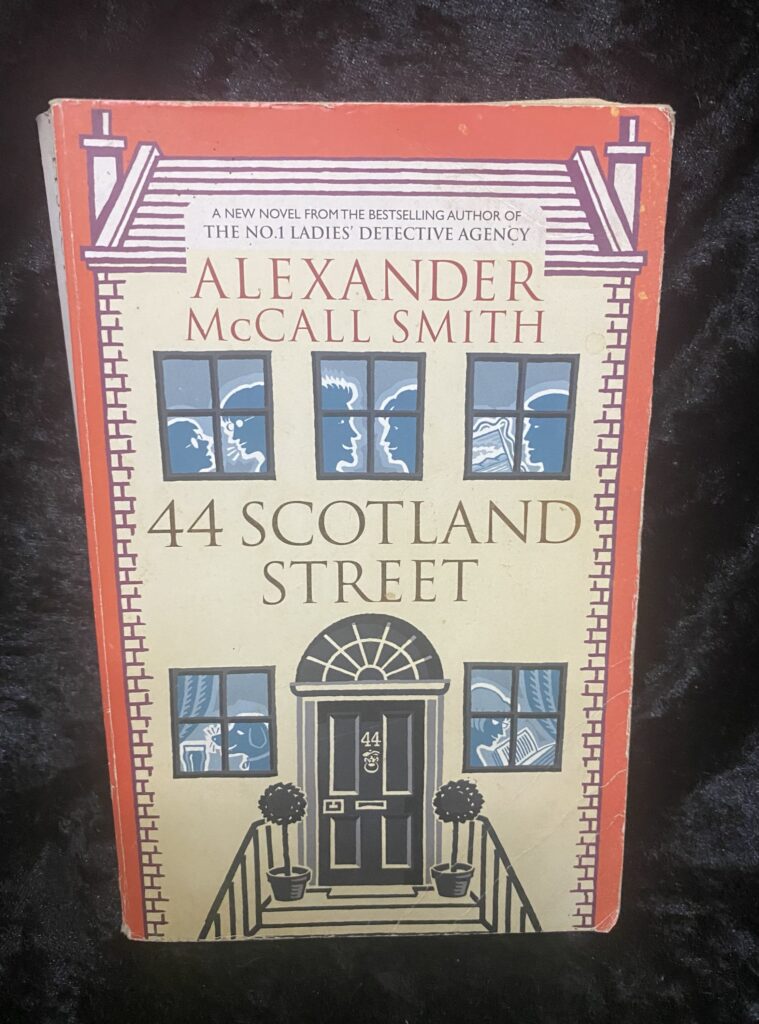 A NEW NOVEL FROM THE BESTSELLING AUTHOR OF
THE NO.1 LADIES' DETECTIVE AGENCY
ALEXANDER
McCALL SMITH
44 SCOTLAND
STREET
44